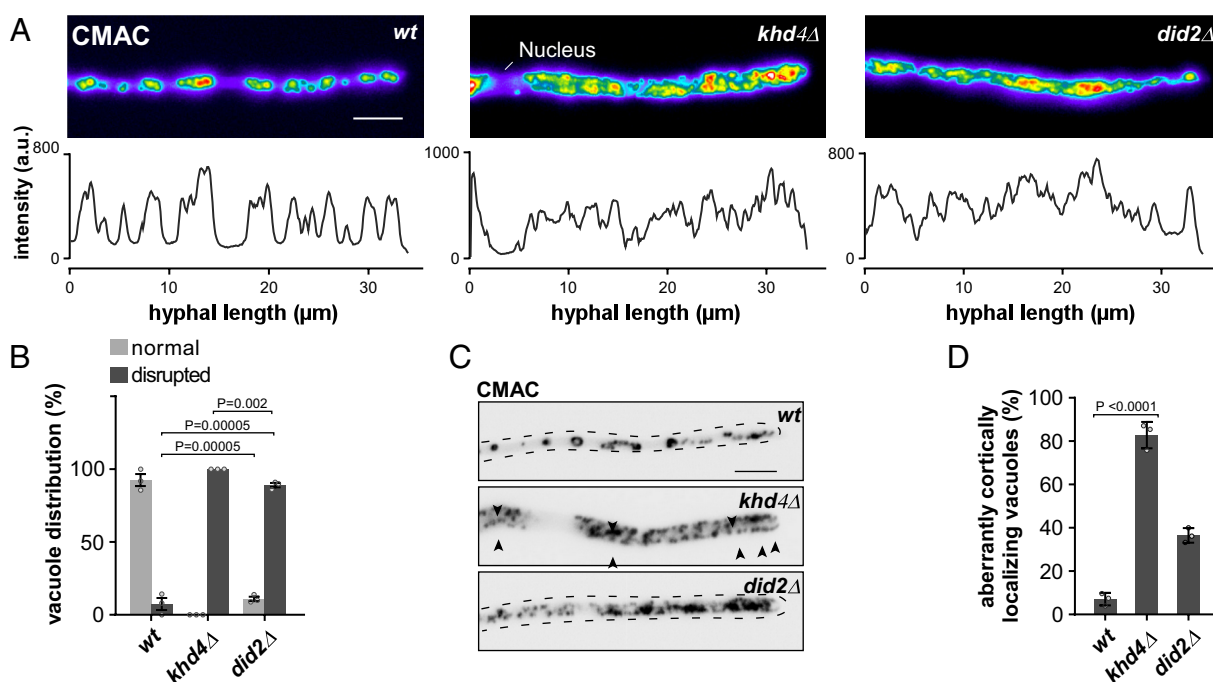 A
CMAC
wt
Nucleus
khd4Δ
did2Δ
intensity (a.u.)
800
0
1000
0
800
0
0 10 20 30
0 10 20 30
0 10 20 30
hyphal length (µm)
hyphal length (µm)
hyphal length (µm)
B
normal
disrupted
vacuole distribution (%)
P=0.002
P=0.00005
P=0.00005
100
50
0
wt
khd4Δ
did2Δ
C
CMAC
wt
khd4Δ
did2Δ
D
aberrantly cortically
localizing vacuoles (%)
P <0.0001
100
80
60
40
20
0
wt
khd4Δ
did2Δ